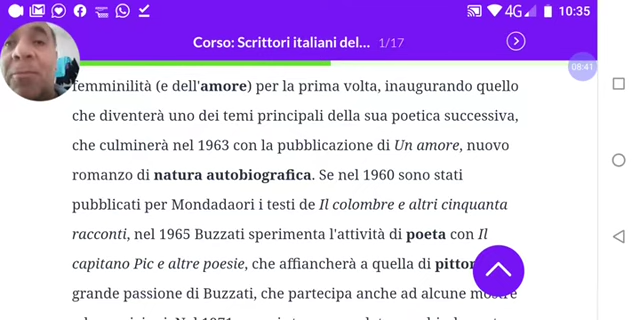 4G 10:35
Corso: Scrittori italiani del... 1/17
08:41
femminilità (e dell'amore) per la prima volta, inaugurando quello
che diventerà uno dei temi principali della sua poetica successiva,
che culminerà nel 1963 con la pubblicazione di Un amore, nuovo
romanzo di natura autobiografica. Se nel 1960 sono stati
pubblicati per Mondadaori i testi de Il colombre e altri cinquanta
racconti, nel 1965 Buzzati sperimenta l'attività di poeta con Il
capitano Pic e altre poesie, che affiancherà a quella di
grande passione di Buzzati, che partecipa anche ad alcune mostre